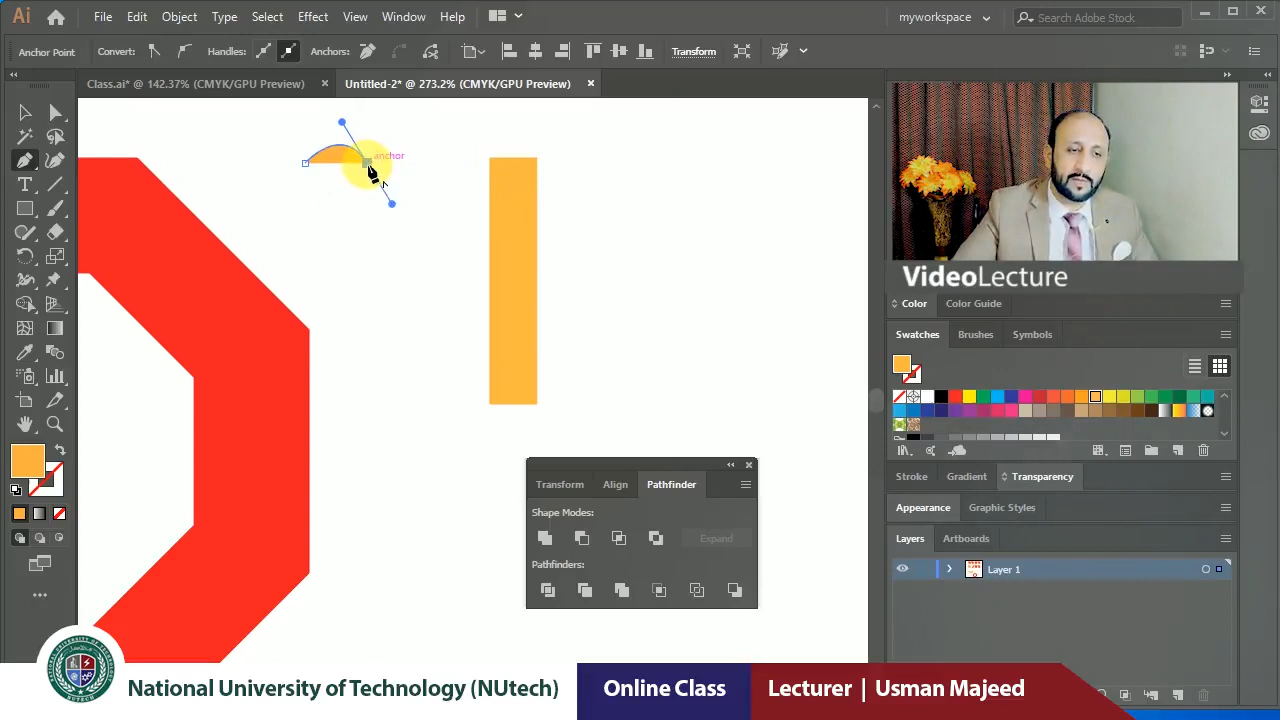 Ai File Edit Object Type Select Effect View Window Help myworkspace Search Adobe Stock
Anchor Point Convert: Handles: Anchors: Transform
Class.ai* @ 142.37% (CMYK/GPU Preview) Untitled-2* @ 273.2% (CMYK/GPU Preview)
anchor
VideoLecture
Color Color Guide
Swatches Brushes Symbols
Stroke Gradient Transparency
Transform Align Pathfinder
Shape Modes:
Expand
Pathfinders:
Appearance Graphic Styles
Layers Artboards
Layer 1
NUTECH
National University of Technology (NUtech) Online Class Lecturer | Usman Majeed